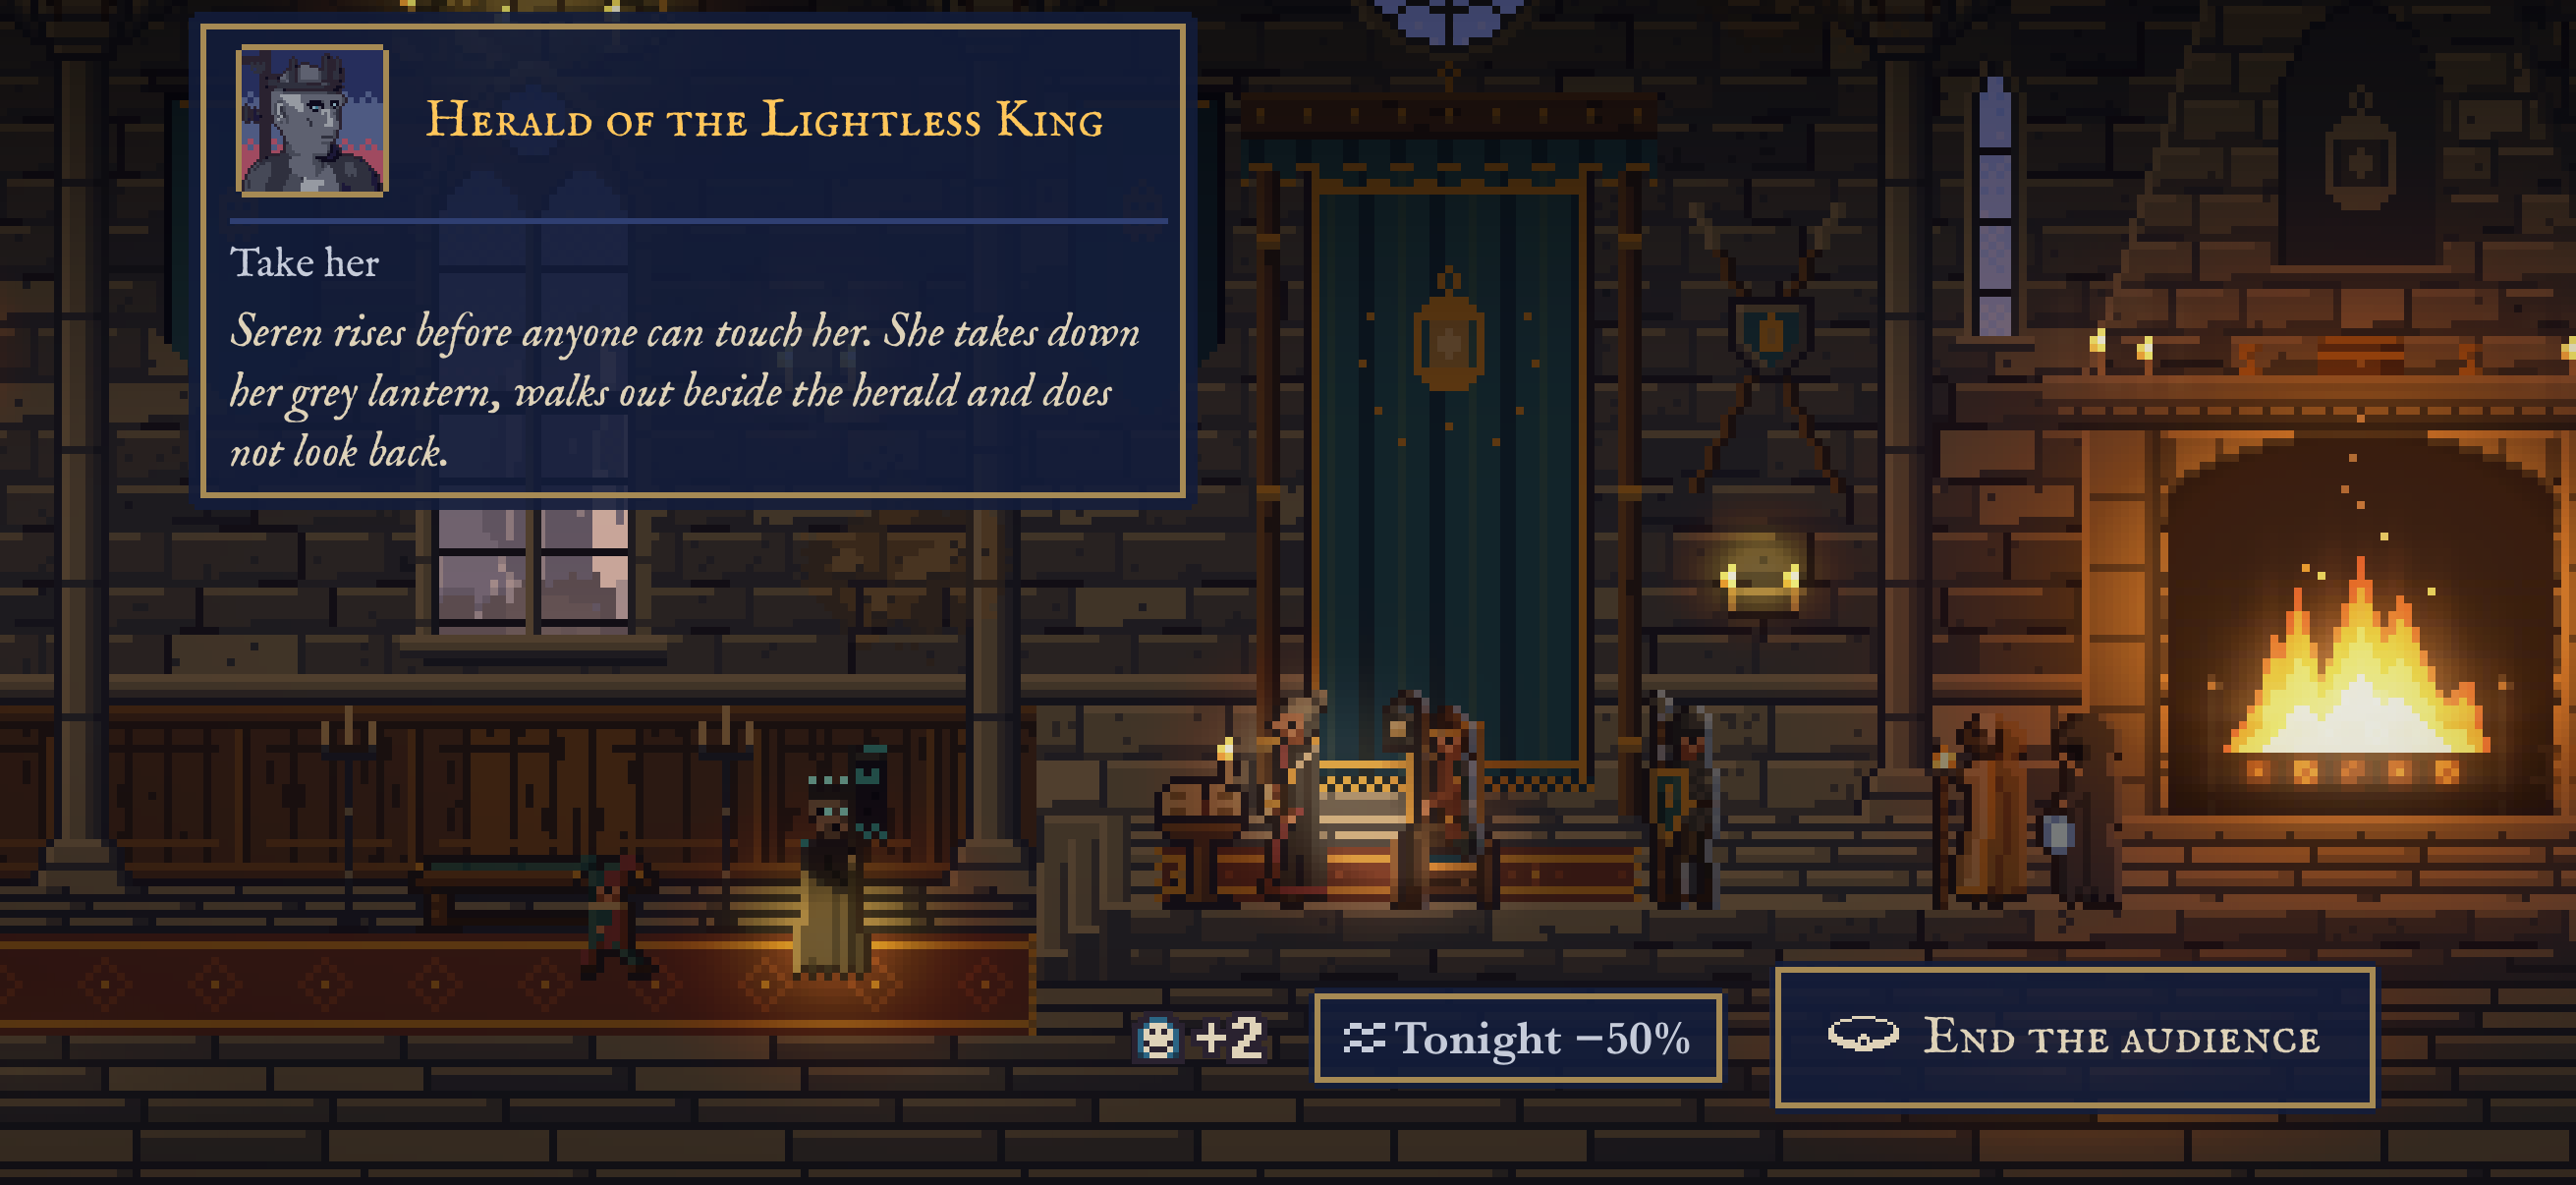 Herald of the Lightless King
Take her
Seren rises before anyone can touch her. She takes down
her grey lantern, walks out beside the herald and does
not look back.
+2
Tonight −50%
End the audience